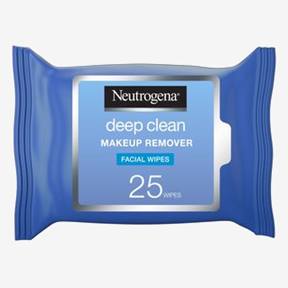 Neutrogena®
deep clean
MAKEUP REMOVER
FACIAL WIPES
25 WIPES